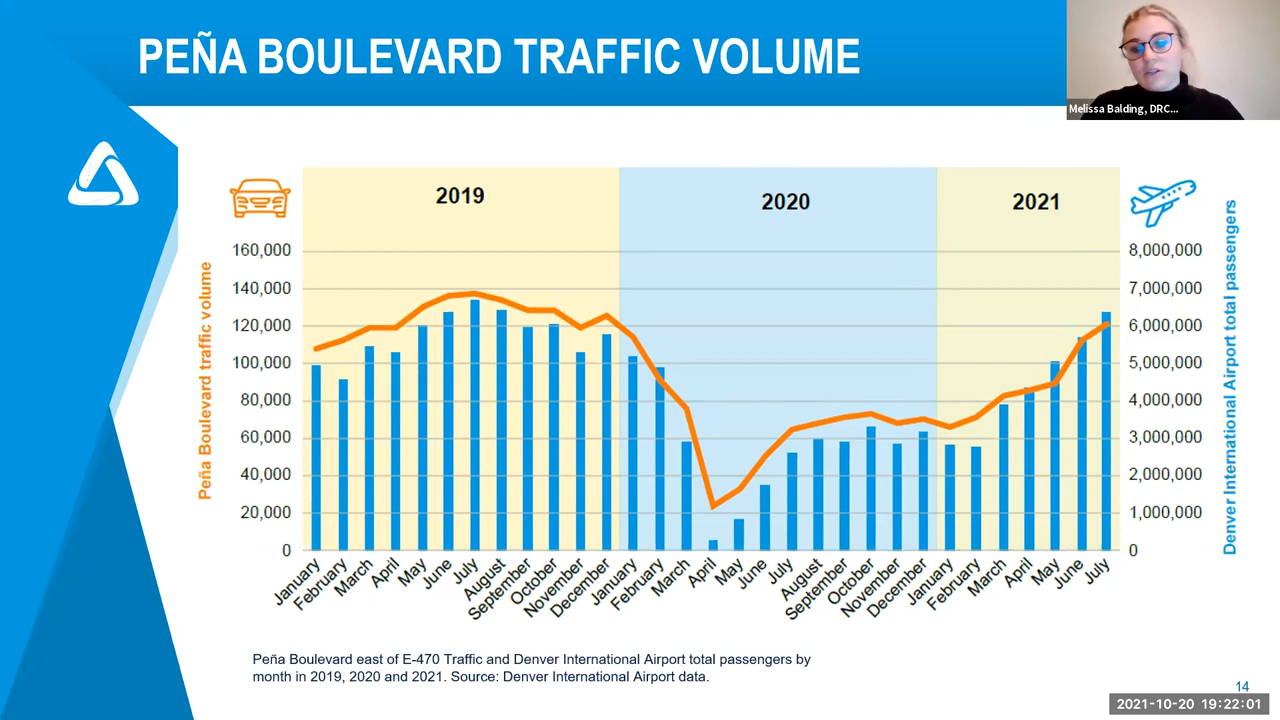 PEÑA BOULEVARD TRAFFIC VOLUME
Melissa Balding, DRC...
2019
2020
2021
Peña Boulevard traffic volume
160,000
140,000
120,000
100,000
80,000
60,000
40,000
20,000
0
8,000,000
7,000,000
6,000,000
5,000,000
4,000,000
3,000,000
2,000,000
1,000,000
0
Denver International Airport total passengers
January
February
March
April
May
June
July
August
September
October
November
December
January
February
March
April
May
June
July
August
September
October
November
December
January
February
March
April
May
June
July
Peña Boulevard east of E-470 Traffic and Denver International Airport total passengers by
month in 2019, 2020 and 2021. Source: Denver International Airport data.
14
2021-10-20 19:22:01